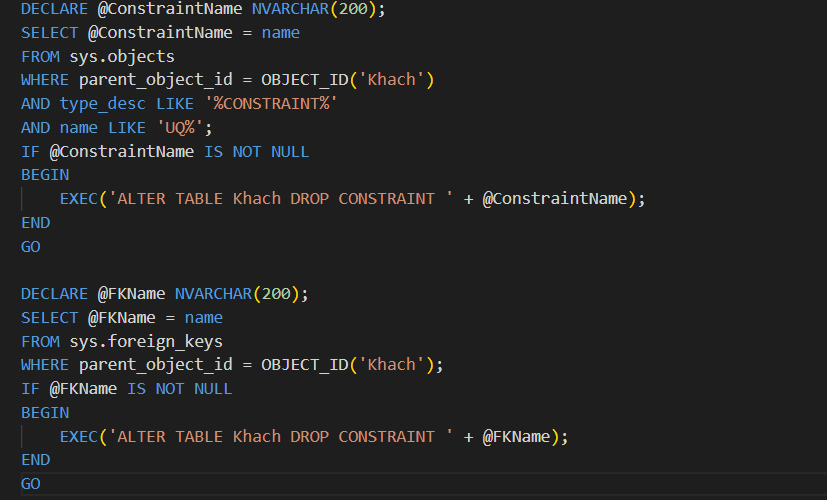 DECLARE @ConstraintName NVARCHAR(200);
SELECT @ConstraintName = name
FROM sys.objects
WHERE parent_object_id = OBJECT_ID('Khach')
AND type_desc LIKE '%CONSTRAINT%'
AND name LIKE 'UQ%';
IF @ConstraintName IS NOT NULL
BEGIN
    EXEC('ALTER TABLE Khach DROP CONSTRAINT ' + @ConstraintName);
END
GO

DECLARE @FKName NVARCHAR(200);
SELECT @FKName = name
FROM sys.foreign_keys
WHERE parent_object_id = OBJECT_ID('Khach');
IF @FKName IS NOT NULL
BEGIN
    EXEC('ALTER TABLE Khach DROP CONSTRAINT ' + @FKName);
END
GO